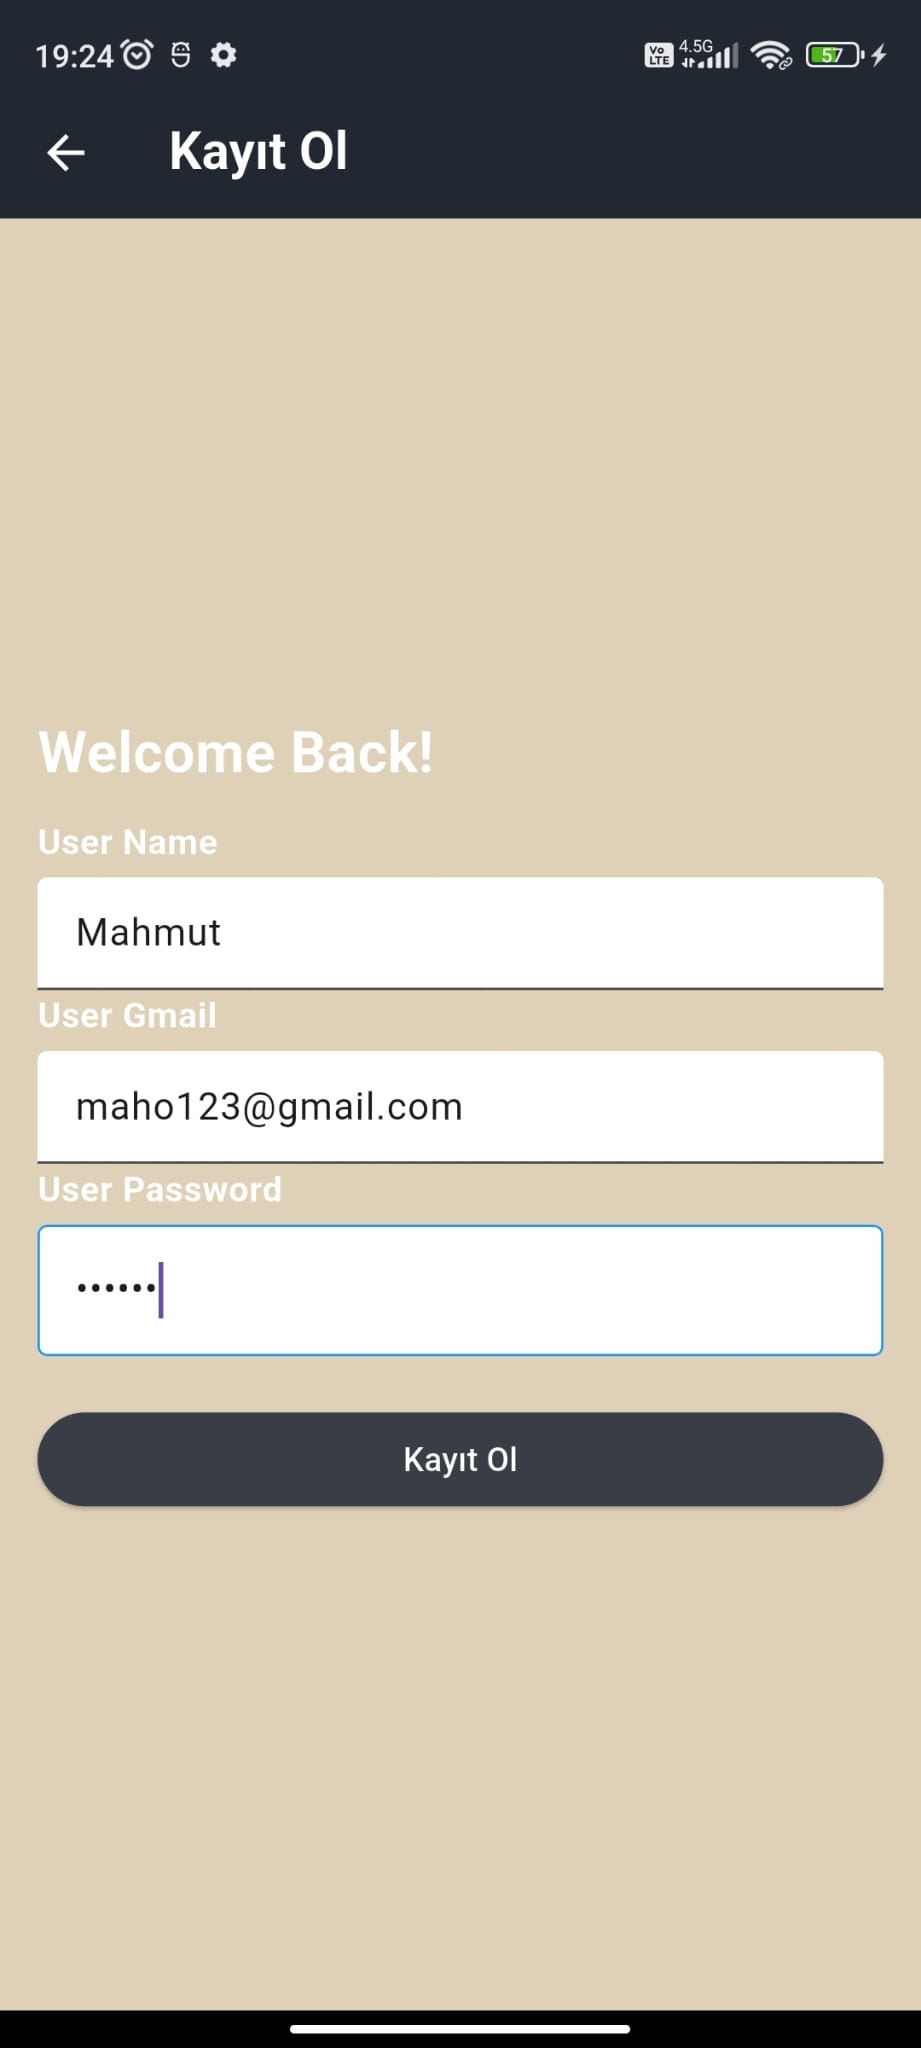 19:24
Vo LTE 4.5G 57
Kayıt Ol
Welcome Back!
User Name
Mahmut
User Gmail
maho123@gmail.com
User Password
••••••
Kayıt Ol